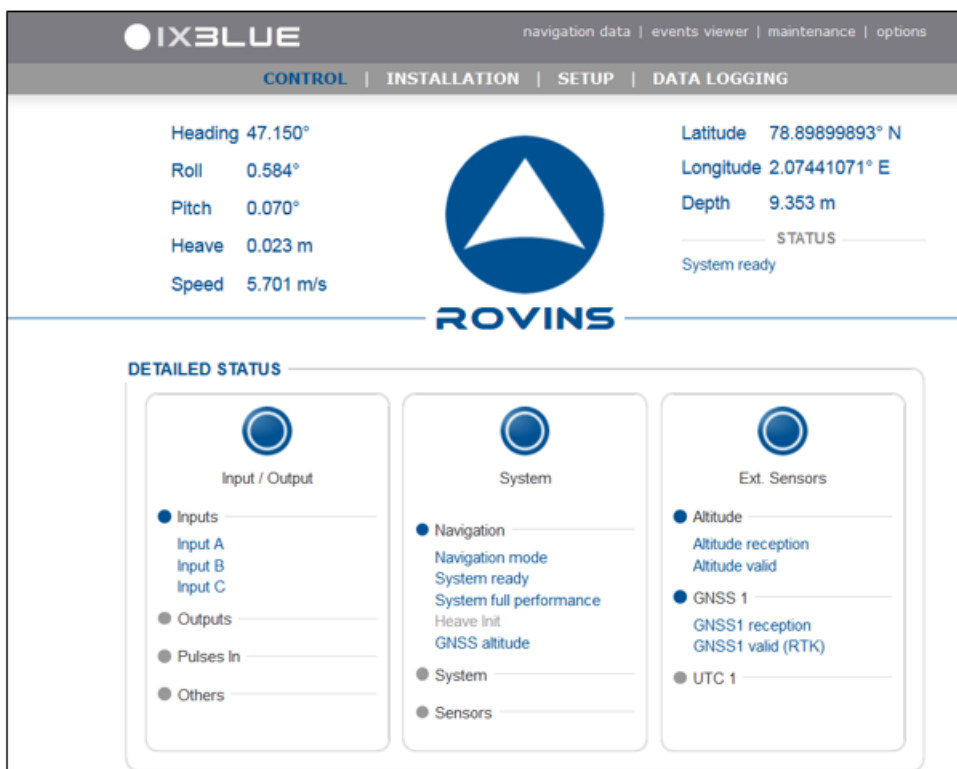 IXBLUE
navigation data | events viewer | maintenance | options
CONTROL | INSTALLATION | SETUP | DATA LOGGING
Heading 47.150°
Roll 0.584°
Pitch 0.070°
Heave 0.023 m
Speed 5.701 m/s
Latitude 78.89899893° N
Longitude 2.07441071° E
Depth 9.353 m
STATUS
System ready
ROVINS
DETAILED STATUS
Input / Output
Inputs
Input A
Input B
Input C
Outputs
Pulses In
Others
System
Navigation
Navigation mode
System ready
System full performance
Heave Init
GNSS altitude
System
Sensors
Ext. Sensors
Altitude
Altitude reception
Altitude valid
GNSS 1
GNSS1 reception
GNSS1 valid (RTK)
UTC 1